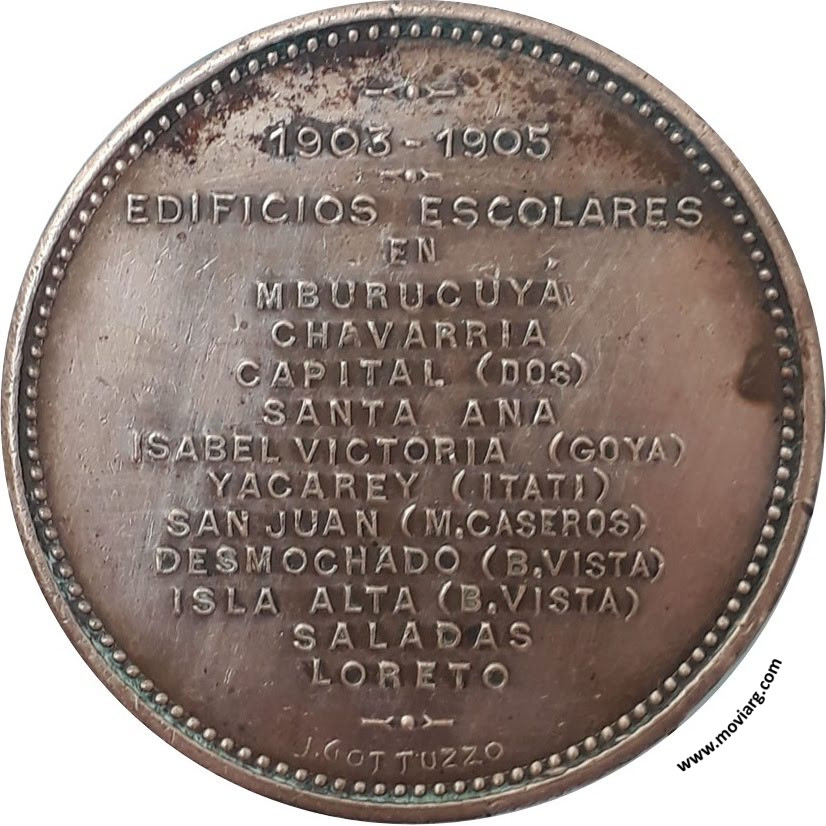 1903-1905
EDIFICIOS ESCOLARES
EN
MBURUCUYÁ
CHAVARRIA
CAPITAL (DOS)
SANTA ANA
ISABEL VICTORIA (GOYA)
YACAREY (ITATI)
SAN JUAN (M.CASEROS)
DESMOCHADO (B.VISTA)
ISLA ALTA (B.VISTA)
SALADAS
LORETO
J.GOTTUZZO
www.moviarg.com